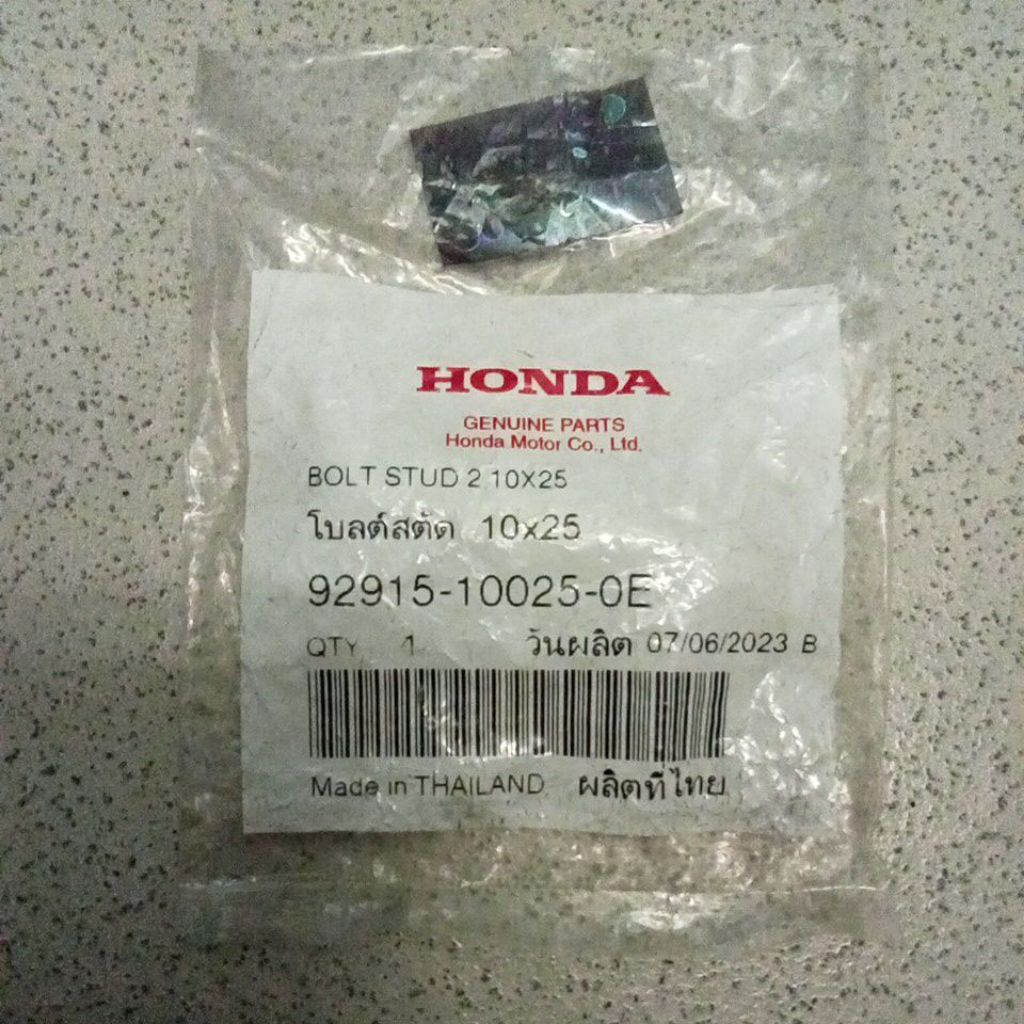 HONDA
GENUINE PARTS
Honda Motor Co., Ltd.
BOLT STUD 2 10X25
โบลต์สตัด 10x25
92915-10025-0E
QTY 1 วันผลิต 07/06/2023 B
Made in THAILAND ผลิตที่ไทย